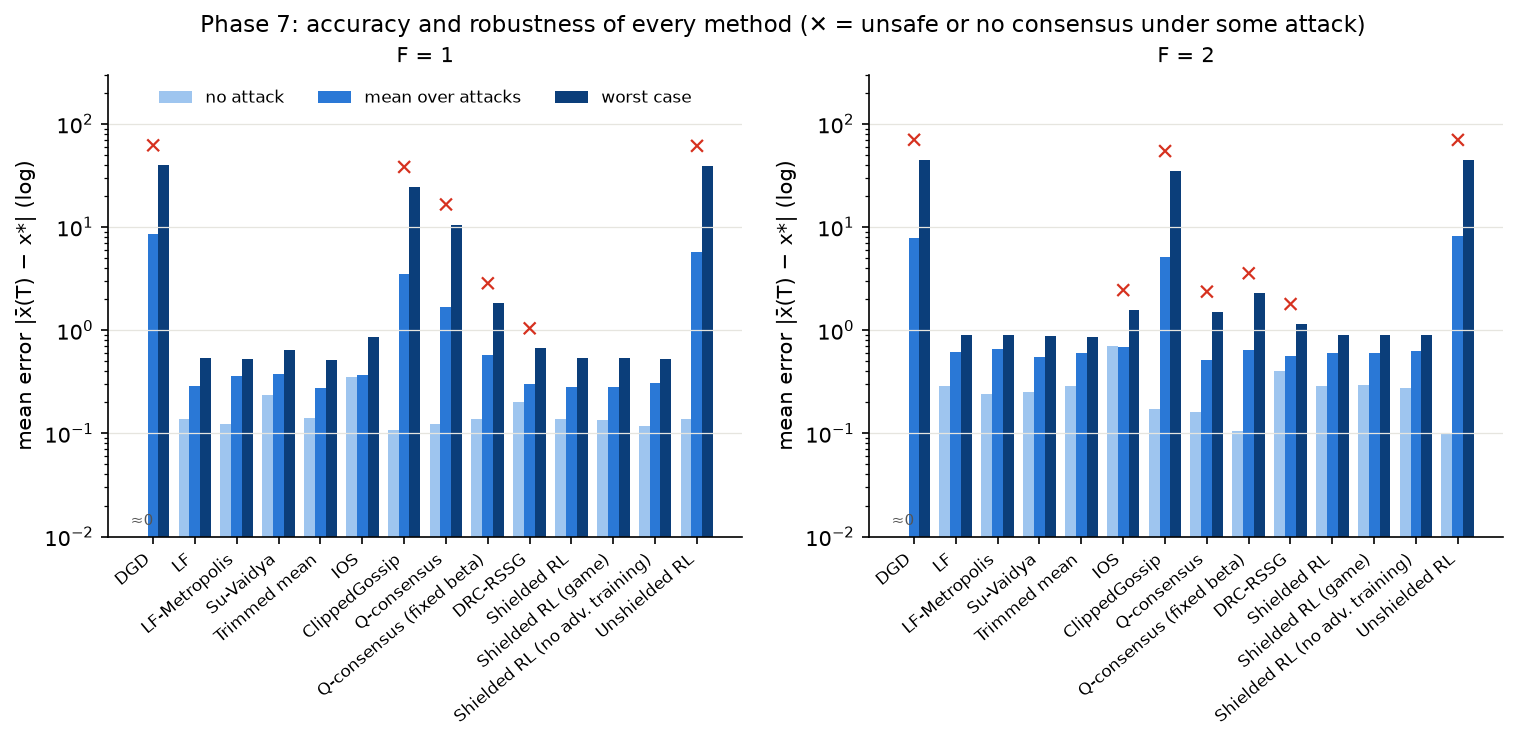 Phase 7: accuracy and robustness of every method (✕ = unsafe or no consensus under some attack)
F = 1
no attack
mean over attacks
worst case
mean error |x̄(T) − x*| (log)
10²
10¹
10⁰
10⁻¹
10⁻²
≈0
DGD
LF
LF-Metropolis
Su-Vaidya
Trimmed mean
IOS
ClippedGossip
Q-consensus
Q-consensus (fixed beta)
DRC-RSSG
Shielded RL
Shielded RL (game)
Shielded RL (no adv. training)
Unshielded RL
F = 2
mean error |x̄(T) − x*| (log)
10²
10¹
10⁰
10⁻¹
10⁻²
≈0
DGD
LF
LF-Metropolis
Su-Vaidya
Trimmed mean
IOS
ClippedGossip
Q-consensus
Q-consensus (fixed beta)
DRC-RSSG
Shielded RL
Shielded RL (game)
Shielded RL (no adv. training)
Unshielded RL